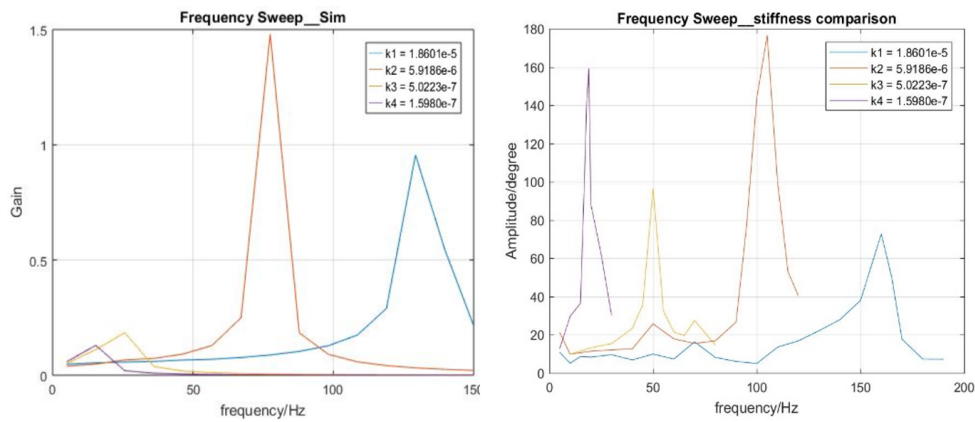 Frequency Sweep__Sim
Gain
1.5
1
0.5
0
0
50
100
150
frequency/Hz
k1 = 1.8601e-5
k2 = 5.9186e-6
k3 = 5.0223e-7
k4 = 1.5980e-7
Frequency Sweep__stiffness comparison
Amplitude/degree
180
160
140
120
100
80
60
40
20
0
0
50
100
150
200
frequency/Hz
k1 = 1.8601e-5
k2 = 5.9186e-6
k3 = 5.0223e-7
k4 = 1.5980e-7